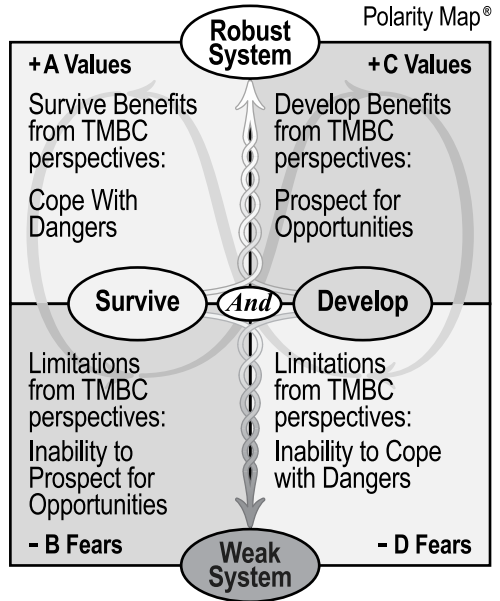 Polarity Map®
Robust
System
+A Values
Survive Benefits
from TMBC
perspectives:
Cope With
Dangers
+C Values
Develop Benefits
from TMBC
perspectives:
Prospect for
Opportunities
Survive
And
Develop
Limitations
from TMBC
perspectives:
Inability to
Prospect for
Opportunities
- B Fears
Limitations
from TMBC
perspectives:
Inability to Cope
with Dangers
- D Fears
Weak
System